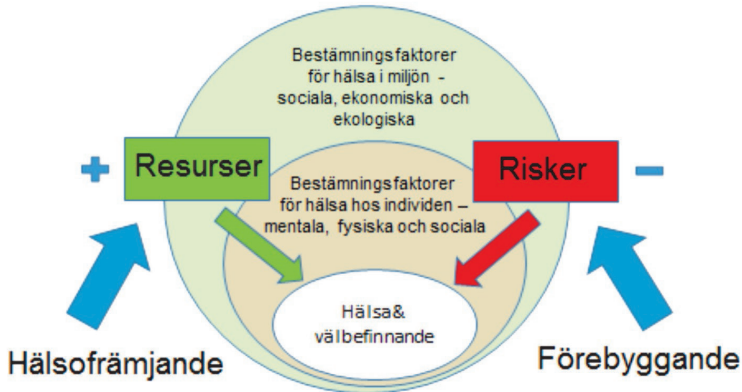 Bestämningsfaktorer
för hälsa i miljön -
sociala, ekonomiska och
ekologiska
+ Resurser
Risker −
Bestämningsfaktorer
för hälsa hos individen –
mentala, fysiska och sociala
Hälsa&
välbefinnande
Hälsofrämjande
Förebyggande